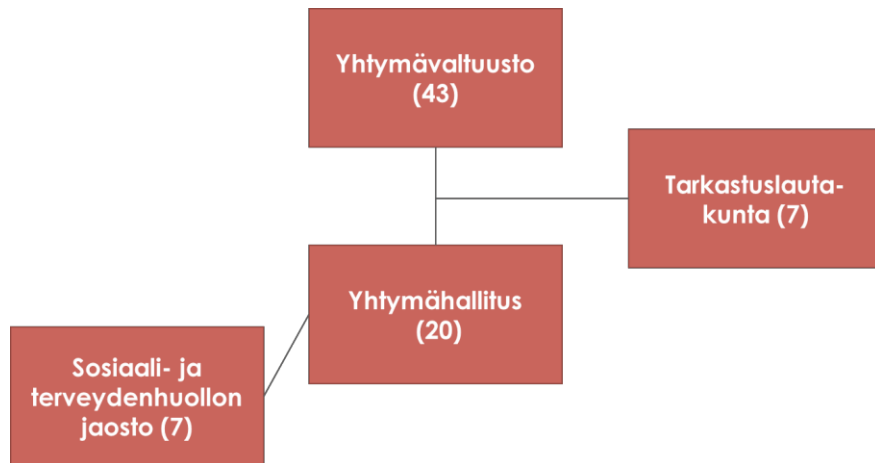 Yhtymävaltuusto
(43)
Tarkastuslauta-
kunta (7)
Yhtymähallitus
(20)
Sosiaali- ja
terveydenhuollon
jaosto (7)